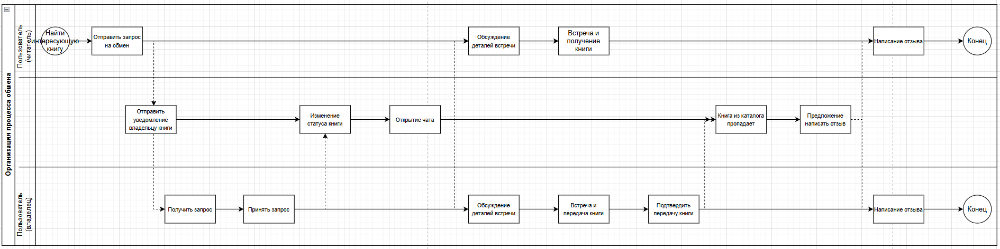 Организация процесса обмена
Пользователь
(читатель)
Найти
интересующую
книгу
Отправить запрос
на обмен
Обсуждение
деталей встречи
Встреча и
получение
книги
Написание отзыва
Конец
Отправить
уведомление
владельцу книги
Изменение
статуса книги
Открытие чата
Книга из каталога
пропадает
Предложение
написать отзыв
Пользователь
(владелец)
Получить запрос
Принять запрос
Обсуждение
деталей встречи
Встреча и
передача книги
Подтвердить
передачу книги
Написание отзыва
Конец